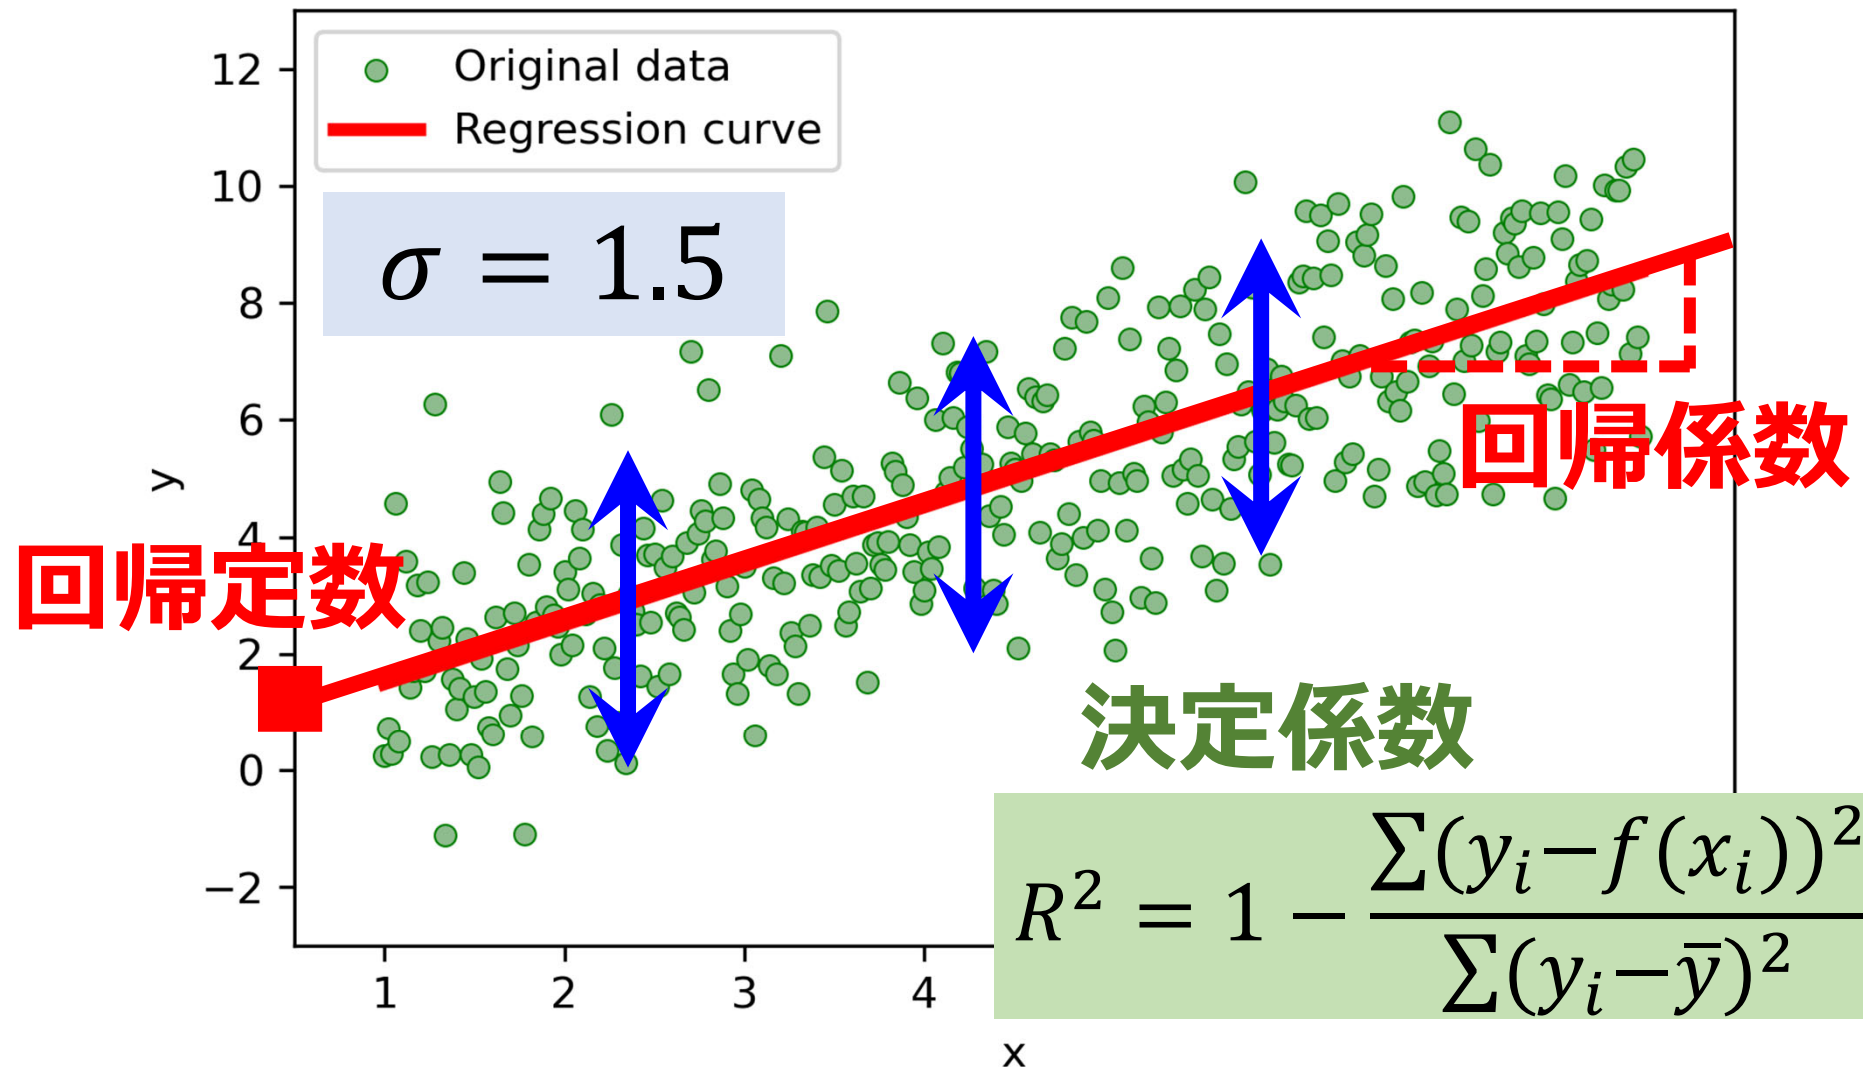 12
10
8
6
4
2
0
−2
y
Original data
Regression curve
σ = 1.5
回帰係数
回帰定数
決定係数
R² = 1 − ∑(yᵢ−f(xᵢ))² / ∑(yᵢ−ȳ)²
1 2 3 4
x